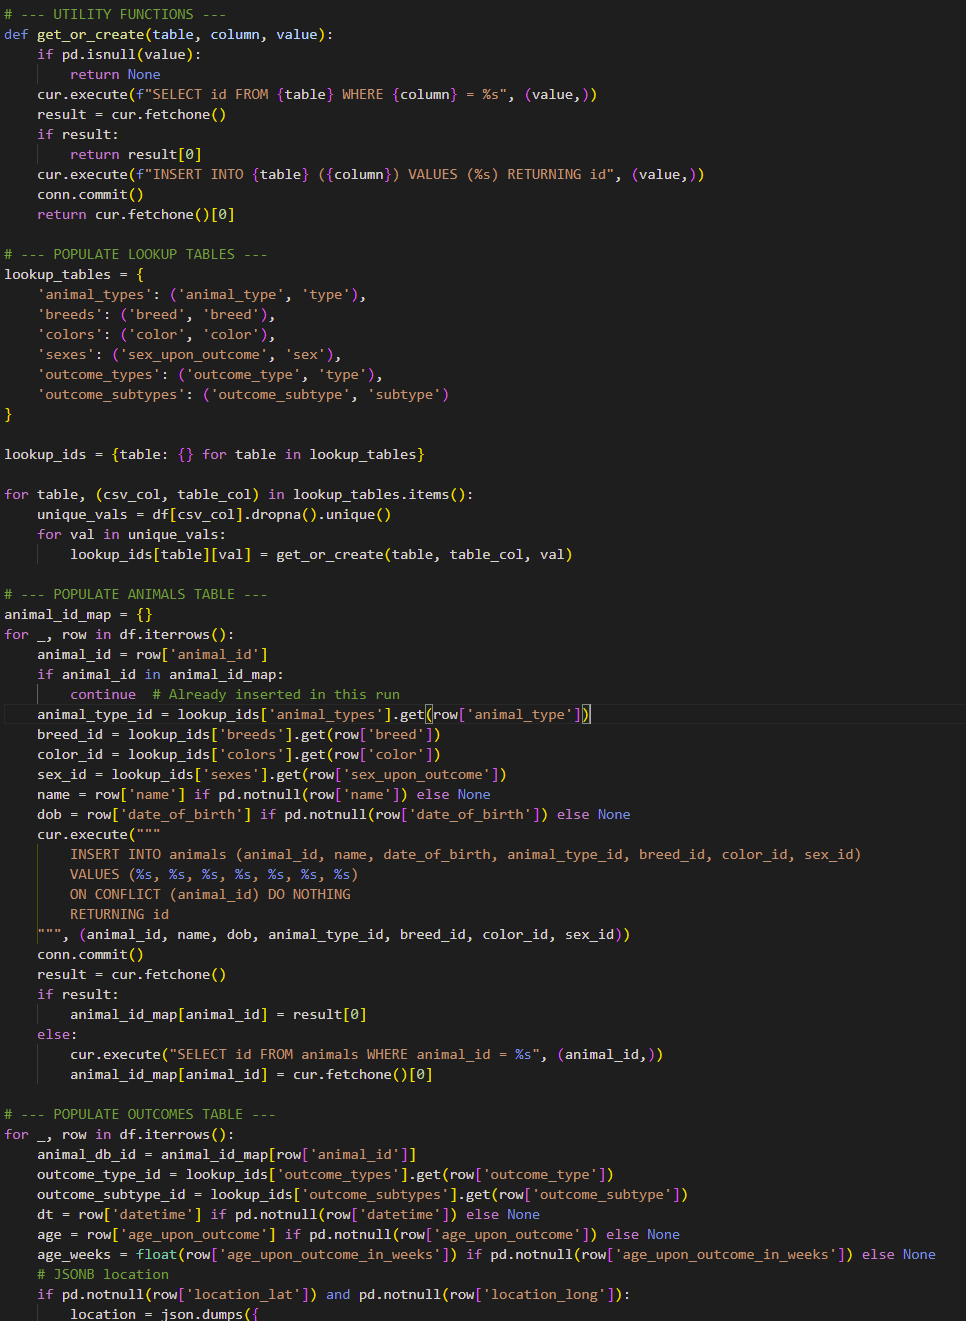 # --- UTILITY FUNCTIONS ---
def get_or_create(table, column, value):
    if pd.isnull(value):
        return None
    cur.execute(f"SELECT id FROM {table} WHERE {column} = %s", (value,))
    result = cur.fetchone()
    if result:
        return result[0]
    cur.execute(f"INSERT INTO {table} ({column}) VALUES (%s) RETURNING id", (value,))
    conn.commit()
    return cur.fetchone()[0]

# --- POPULATE LOOKUP TABLES ---
lookup_tables = {
    'animal_types': ('animal_type', 'type'),
    'breeds': ('breed', 'breed'),
    'colors': ('color', 'color'),
    'sexes': ('sex_upon_outcome', 'sex'),
    'outcome_types': ('outcome_type', 'type'),
    'outcome_subtypes': ('outcome_subtype', 'subtype')
}

lookup_ids = {table: {} for table in lookup_tables}

for table, (csv_col, table_col) in lookup_tables.items():
    unique_vals = df[csv_col].dropna().unique()
    for val in unique_vals:
        lookup_ids[table][val] = get_or_create(table, table_col, val)

# --- POPULATE ANIMALS TABLE ---
animal_id_map = {}
for _, row in df.iterrows():
    animal_id = row['animal_id']
    if animal_id in animal_id_map:
        continue  # Already inserted in this run
    animal_type_id = lookup_ids['animal_types'].get(row['animal_type'])
    breed_id = lookup_ids['breeds'].get(row['breed'])
    color_id = lookup_ids['colors'].get(row['color'])
    sex_id = lookup_ids['sexes'].get(row['sex_upon_outcome'])
    name = row['name'] if pd.notnull(row['name']) else None
    dob = row['date_of_birth'] if pd.notnull(row['date_of_birth']) else None
    cur.execute("""
        INSERT INTO animals (animal_id, name, date_of_birth, animal_type_id, breed_id, color_id, sex_id)
        VALUES (%s, %s, %s, %s, %s, %s, %s)
        ON CONFLICT (animal_id) DO NOTHING
        RETURNING id
    """, (animal_id, name, dob, animal_type_id, breed_id, color_id, sex_id))
    conn.commit()
    result = cur.fetchone()
    if result:
        animal_id_map[animal_id] = result[0]
    else:
        cur.execute("SELECT id FROM animals WHERE animal_id = %s", (animal_id,))
        animal_id_map[animal_id] = cur.fetchone()[0]

# --- POPULATE OUTCOMES TABLE ---
for _, row in df.iterrows():
    animal_db_id = animal_id_map[row['animal_id']]
    outcome_type_id = lookup_ids['outcome_types'].get(row['outcome_type'])
    outcome_subtype_id = lookup_ids['outcome_subtypes'].get(row['outcome_subtype'])
    dt = row['datetime'] if pd.notnull(row['datetime']) else None
    age = row['age_upon_outcome'] if pd.notnull(row['age_upon_outcome']) else None
    age_weeks = float(row['age_upon_outcome_in_weeks']) if pd.notnull(row['age_upon_outcome_in_weeks']) else None
    # JSONB location
    if pd.notnull(row['location_lat']) and pd.notnull(row['location_long']):
        location = json.dumps({